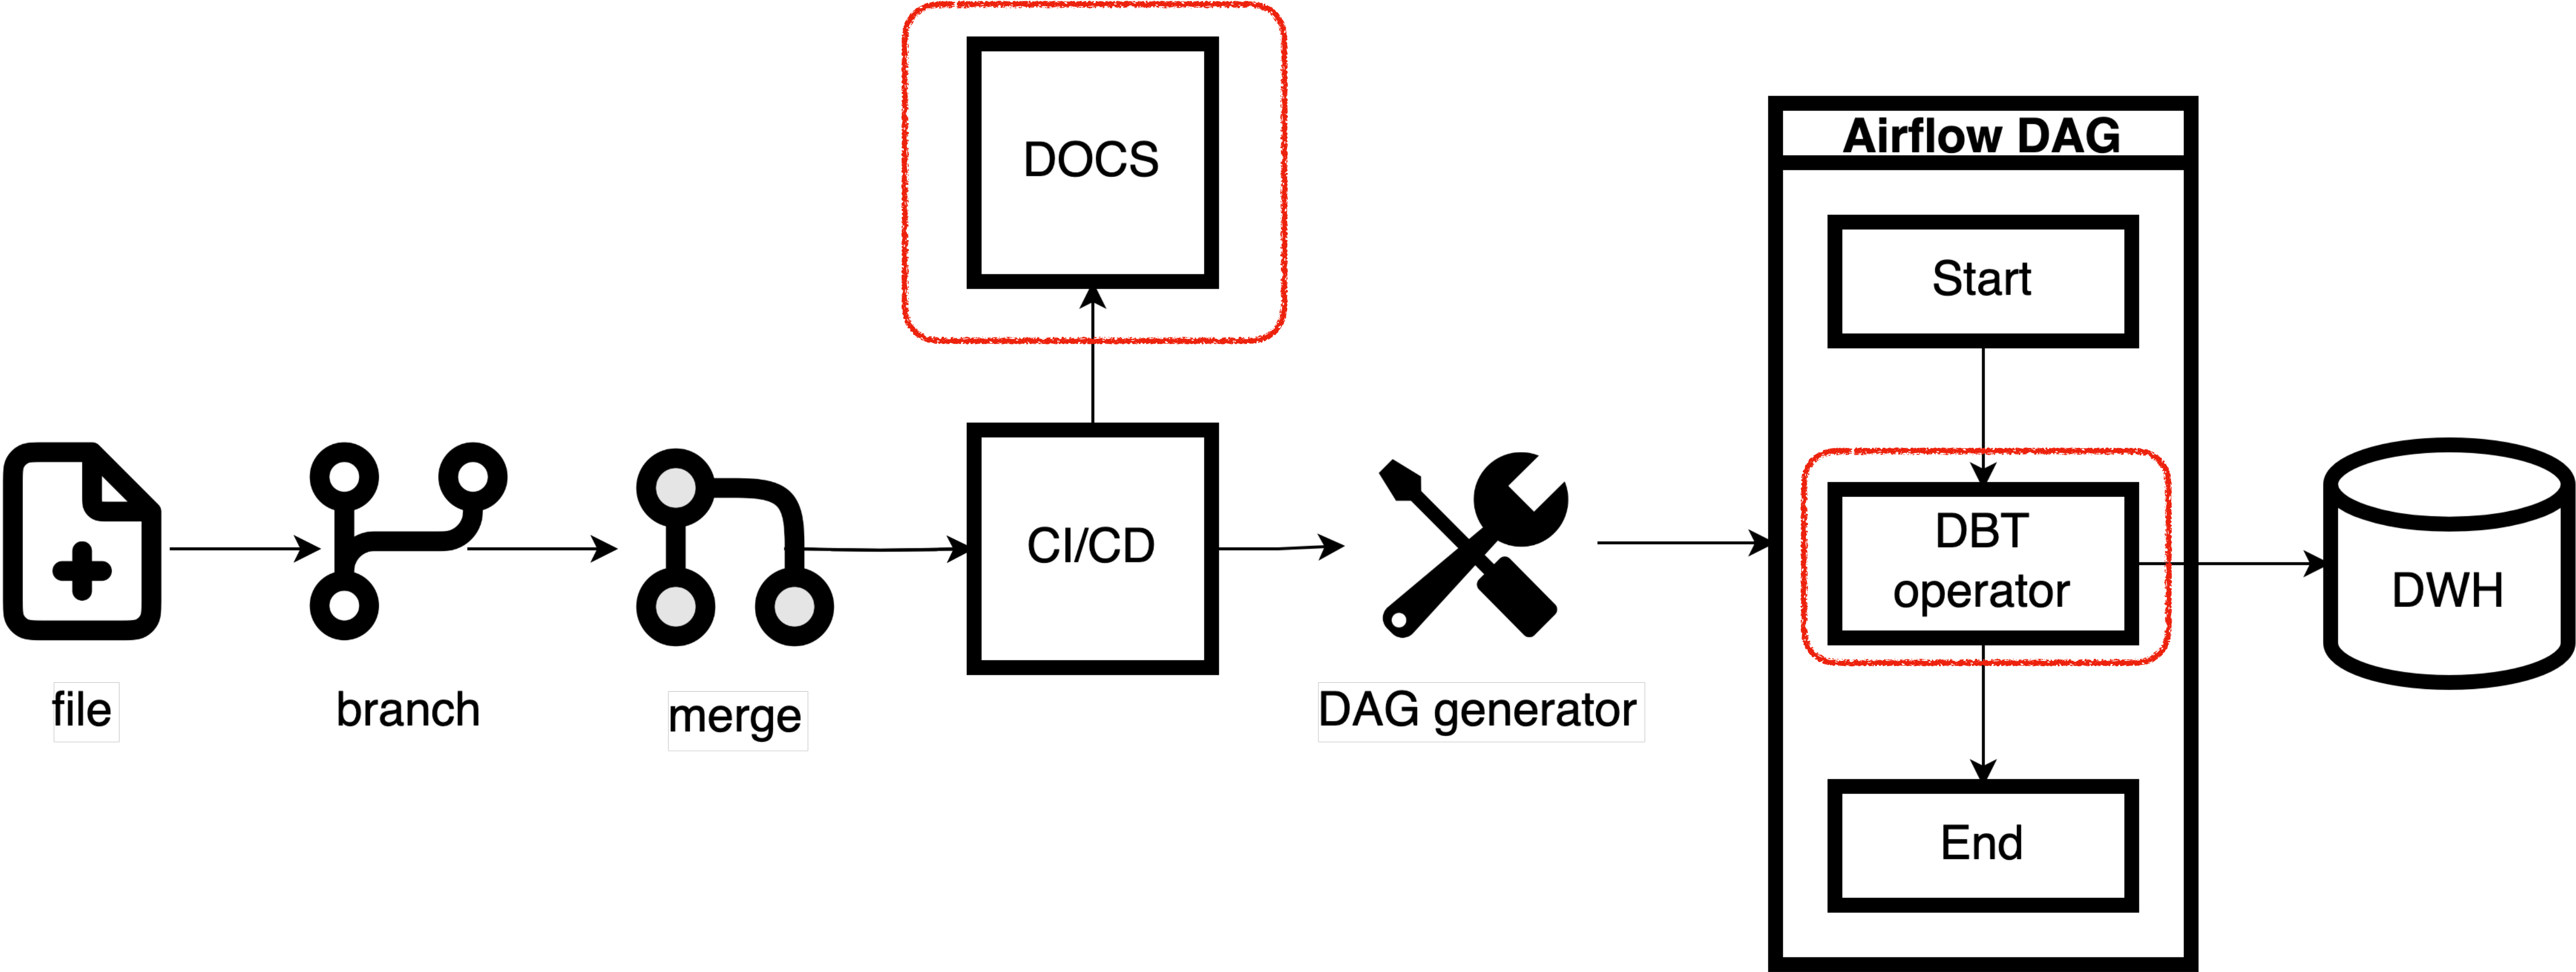 DOCS
Airflow DAG
Start
CI/CD
DBT
operator
DWH
file
branch
merge
DAG generator
End